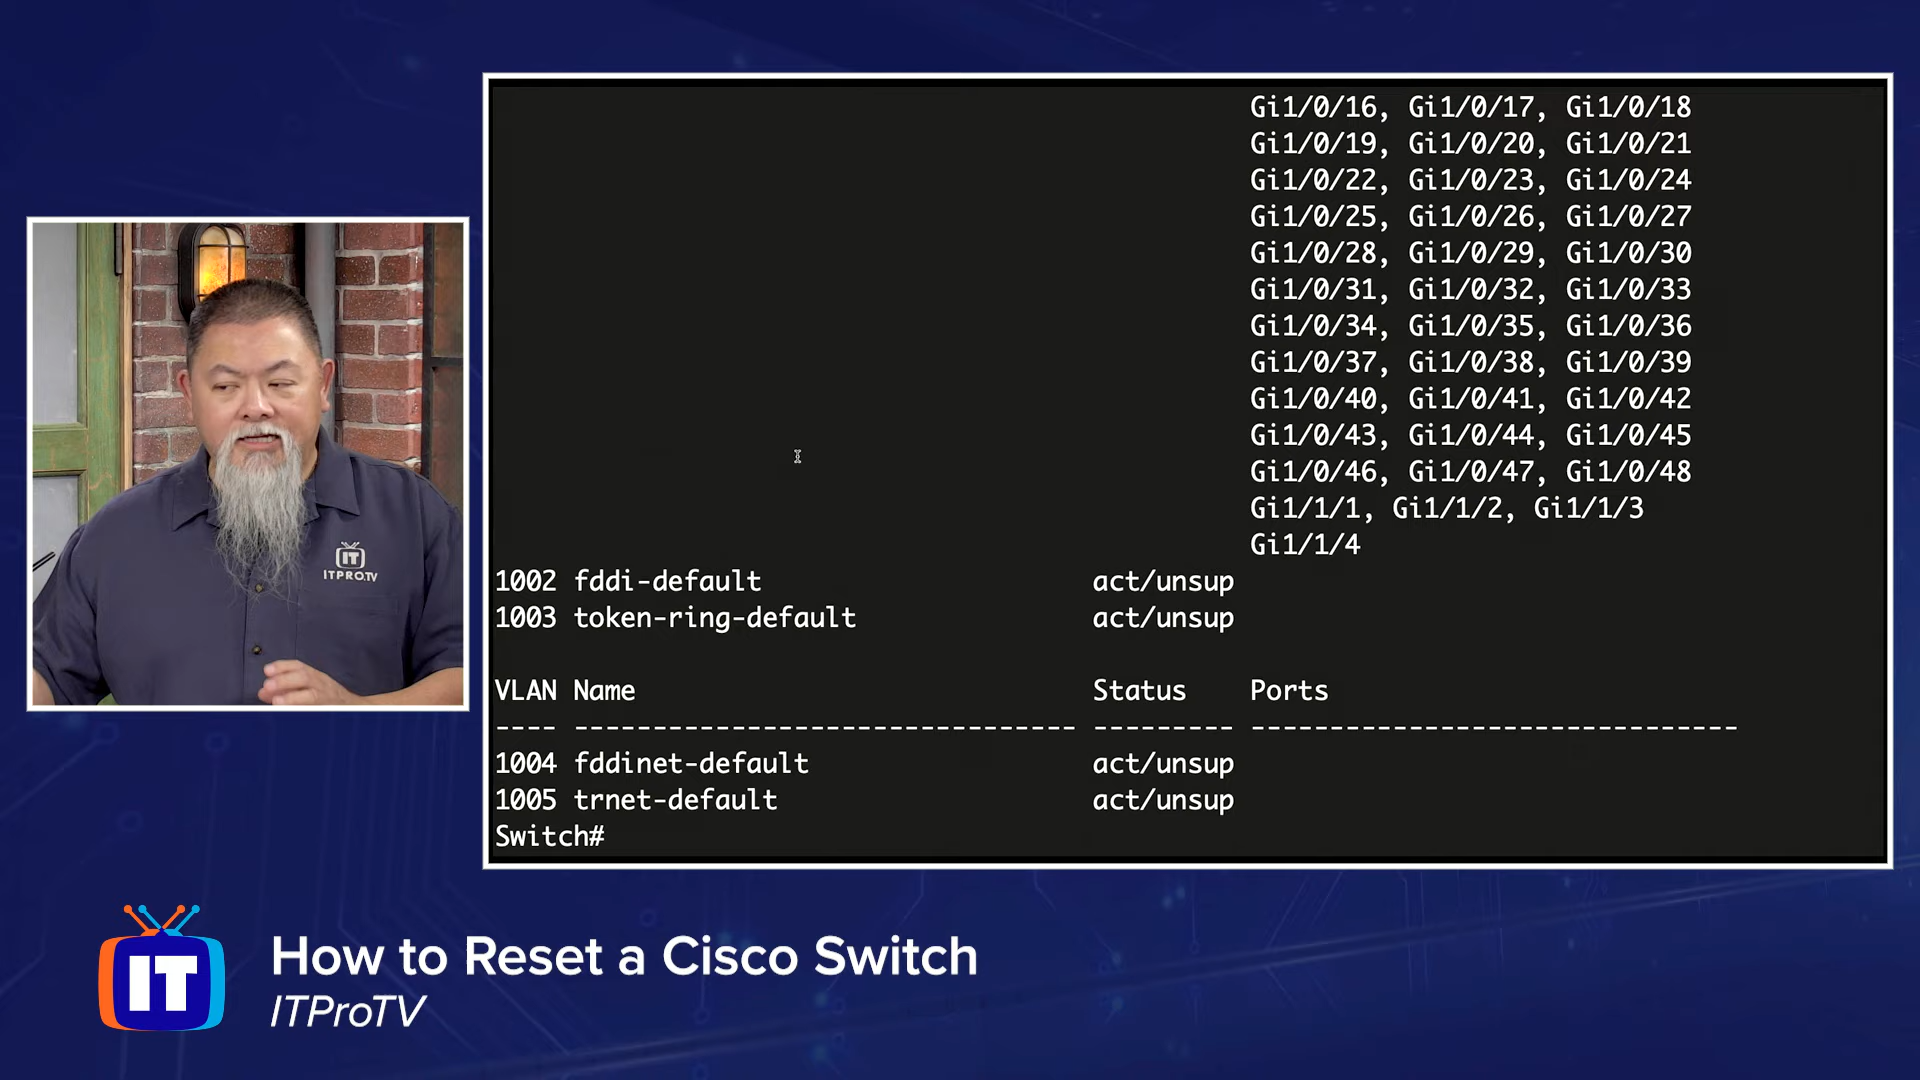 Gi1/0/16, Gi1/0/17, Gi1/0/18
Gi1/0/19, Gi1/0/20, Gi1/0/21
Gi1/0/22, Gi1/0/23, Gi1/0/24
Gi1/0/25, Gi1/0/26, Gi1/0/27
Gi1/0/28, Gi1/0/29, Gi1/0/30
Gi1/0/31, Gi1/0/32, Gi1/0/33
Gi1/0/34, Gi1/0/35, Gi1/0/36
Gi1/0/37, Gi1/0/38, Gi1/0/39
Gi1/0/40, Gi1/0/41, Gi1/0/42
Gi1/0/43, Gi1/0/44, Gi1/0/45
Gi1/0/46, Gi1/0/47, Gi1/0/48
Gi1/1/1, Gi1/1/2, Gi1/1/3
Gi1/1/4
1002 fddi-default act/unsup
1003 token-ring-default act/unsup
VLAN Name Status Ports
---- -------------------------------- --------- -------------------------------
1004 fddinet-default act/unsup
1005 trnet-default act/unsup
Switch#
IT
ITPRO.TV
IT
How to Reset a Cisco Switch
ITProTV